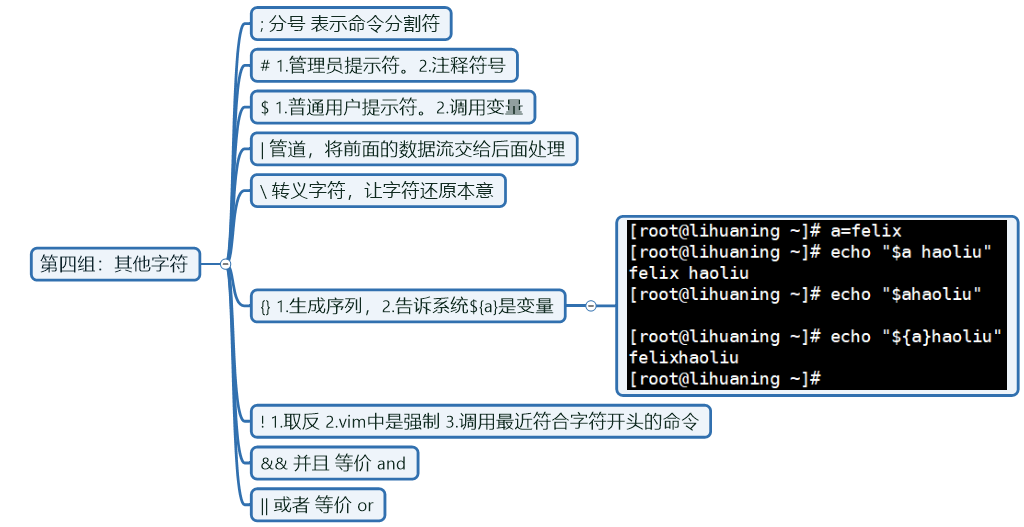 ; 分号 表示命令分割符
# 1.管理员提示符。2.注释符号
$ 1.普通用户提示符。2.调用变量
| 管道，将前面的数据流交给后面处理
\ 转义字符，让字符还原本意
第四组：其他字符
{} 1.生成序列，2.告诉系统${a}是变量
[root@lihuaning ~]# a=felix
[root@lihuaning ~]# echo "$a haoliu"
felix haoliu
[root@lihuaning ~]# echo "$ahaoliu"
[root@lihuaning ~]# echo "${a}haoliu"
felixhaoliu
[root@lihuaning ~]#
! 1.取反 2.vim中是强制 3.调用最近符合字符开头的命令
&& 并且 等价 and
|| 或者 等价 or